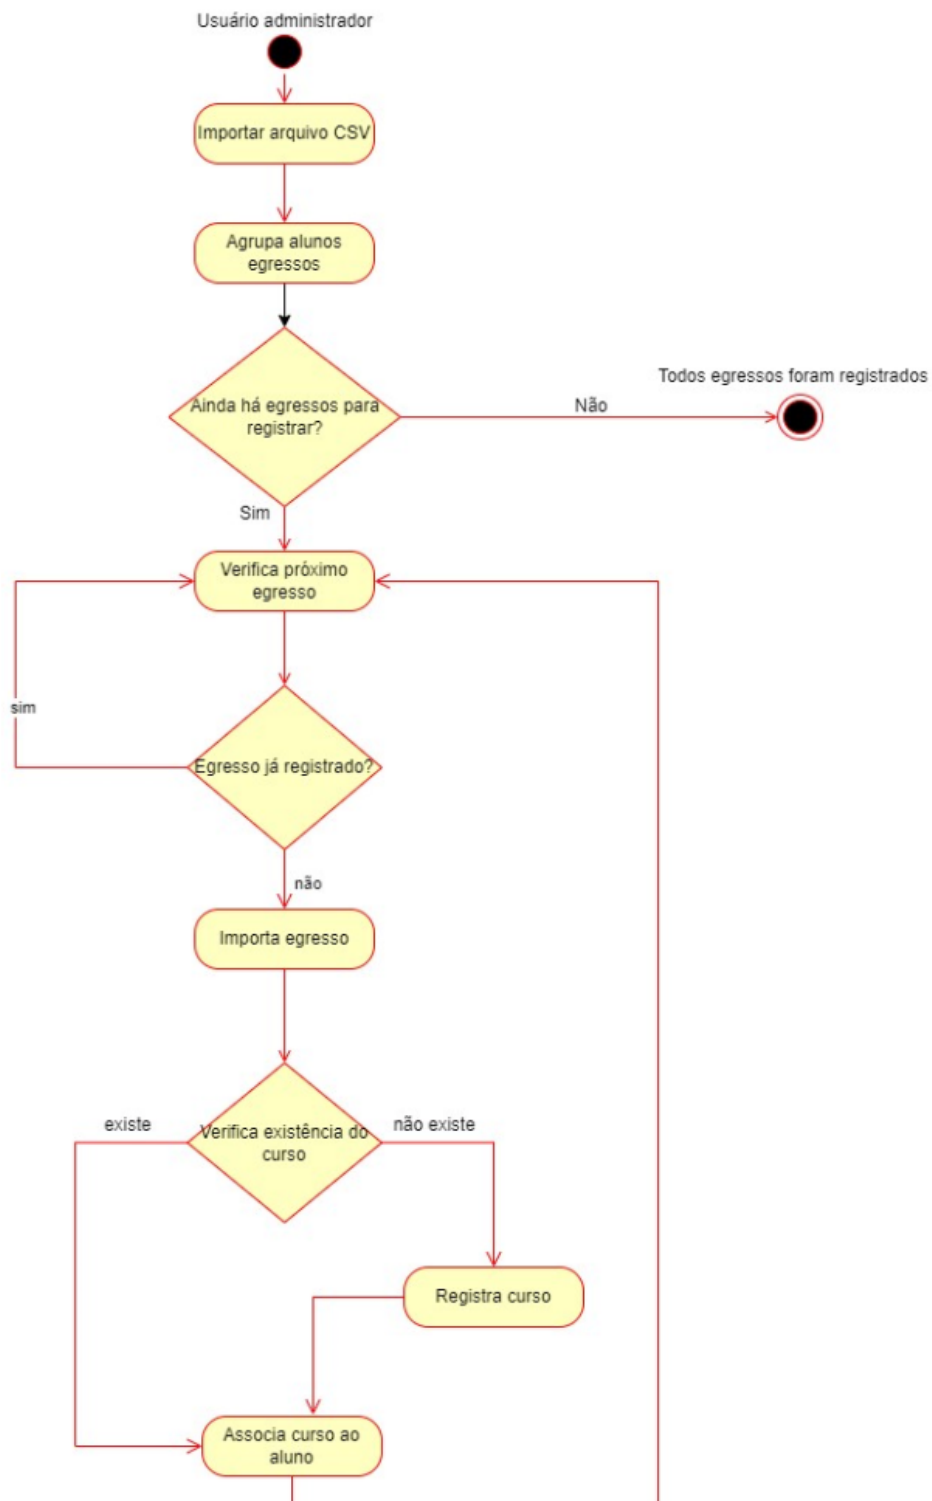 Usuário administrador
Importar arquivo CSV
Agrupa alunos
egressos
Todos egressos foram registrados
Ainda há egressos para
registrar?
Não
Sim
Verifica próximo
egresso
sim
Egresso já registrado?
não
Importa egresso
existe
Verifica existência do
curso
não existe
Registra curso
Associa curso ao
aluno